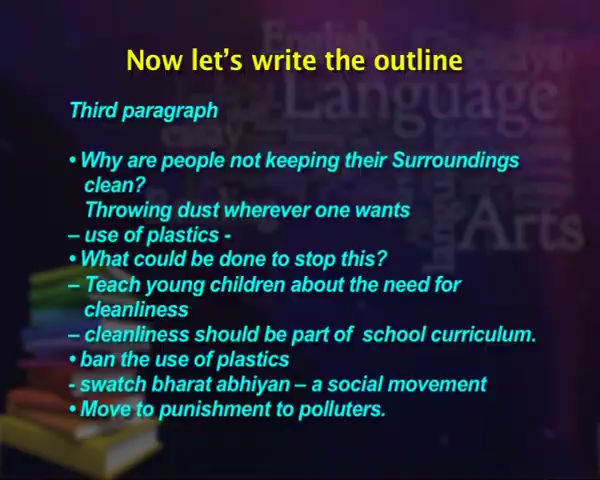 Now let's write the outline
Third paragraph
• Why are people not keeping their Surroundings
clean?
Throwing dust wherever one wants
– use of plastics -
• What could be done to stop this?
– Teach young children about the need for
cleanliness
– cleanliness should be part of  school curriculum.
• ban the use of plastics
- swatch bharat abhiyan – a social movement
• Move to punishment to polluters.
English
Language
Arts